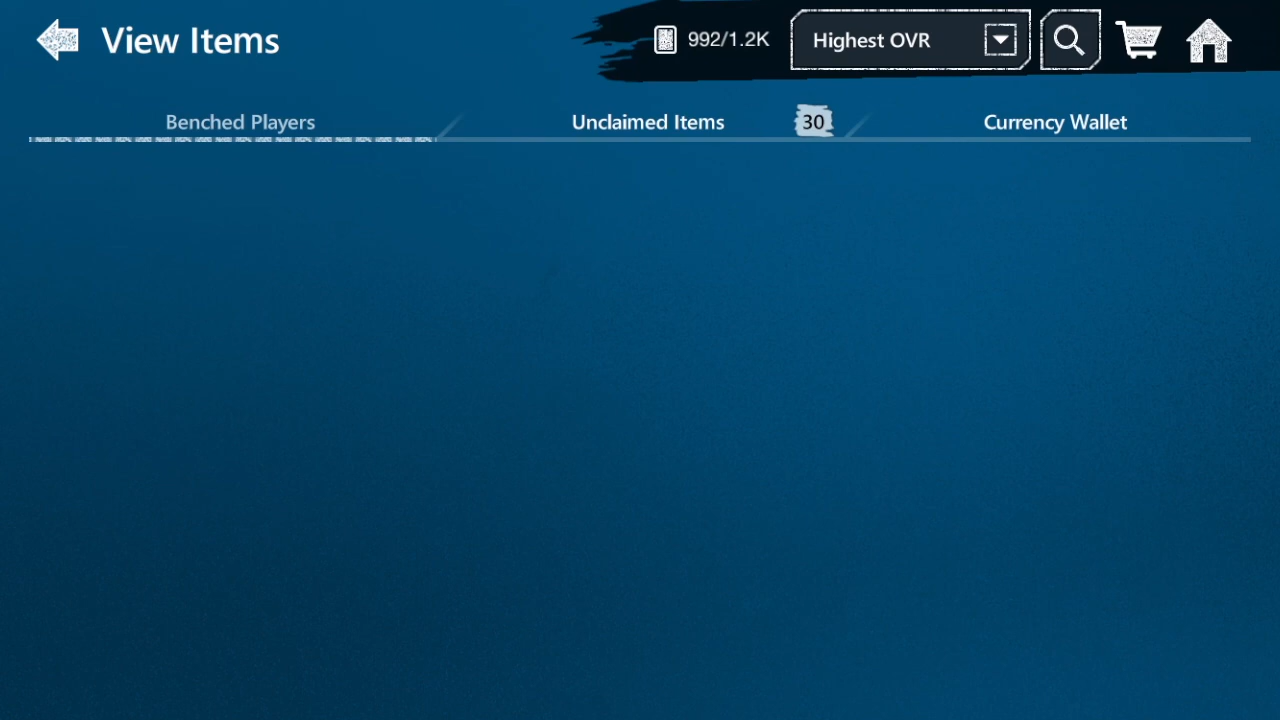 View Items
992/1.2K
Highest OVR
Benched Players
Unclaimed Items
30
Currency Wallet